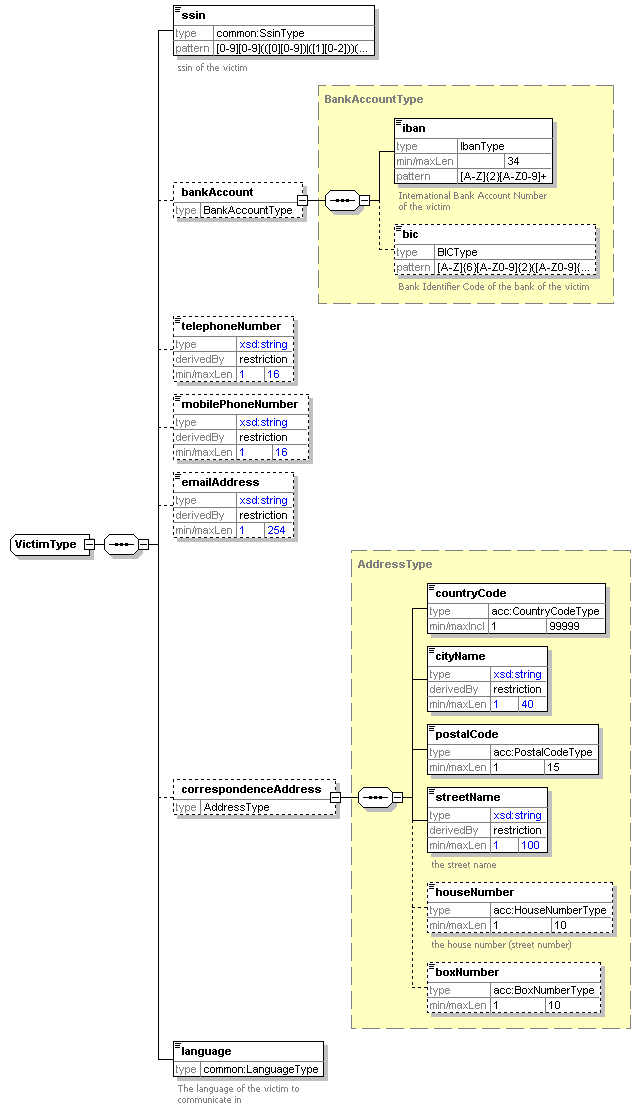 ssin
type common:SsinType
pattern [0-9][0-9](([0][0-9])|([1][0-2]))(...
ssin of the victim
BankAccountType
iban
type IbanType
min/maxLen 34
pattern [A-Z]{2}[A-Z0-9]+
International Bank Account Number
of the victim
bankAccount
type BankAccountType
bic
type BICType
pattern [A-Z]{6}[A-Z0-9]{2}([A-Z0-9]{...
Bank Identifier Code of the bank of the victim
telephoneNumber
type xsd:string
derivedBy restriction
min/maxLen 1 16
mobilePhoneNumber
type xsd:string
derivedBy restriction
min/maxLen 1 16
emailAddress
type xsd:string
derivedBy restriction
min/maxLen 1 254
VictimType
AddressType
countryCode
type acc:CountryCodeType
min/maxIncl 1 99999
cityName
type xsd:string
derivedBy restriction
min/maxLen 1 40
postalCode
type acc:PostalCodeType
min/maxLen 1 15
correspondenceAddress
type AddressType
streetName
type xsd:string
derivedBy restriction
min/maxLen 1 100
the street name
houseNumber
type acc:HouseNumberType
min/maxLen 1 10
the house number (street number)
boxNumber
type acc:BoxNumberType
min/maxLen 1 10
language
type common:LanguageType
The language of the victim to
communicate in